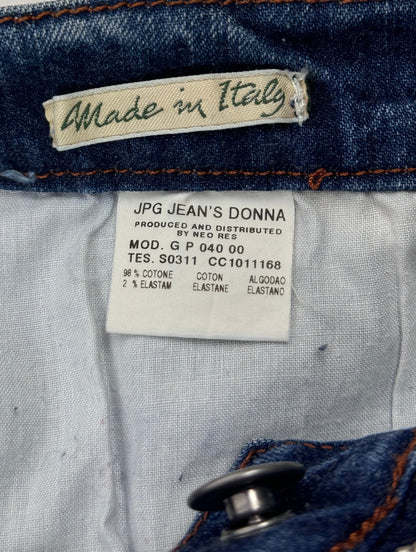 Made in Italy
JPG JEAN'S DONNA
PRODUCED AND DISTRIBUTED
BY NEO RES
MOD. G P 040 00
TES. S0311 CC1011168
98 % COTONE COTON ALGODAO
2 % ELASTAM ELASTANE ELASTANO